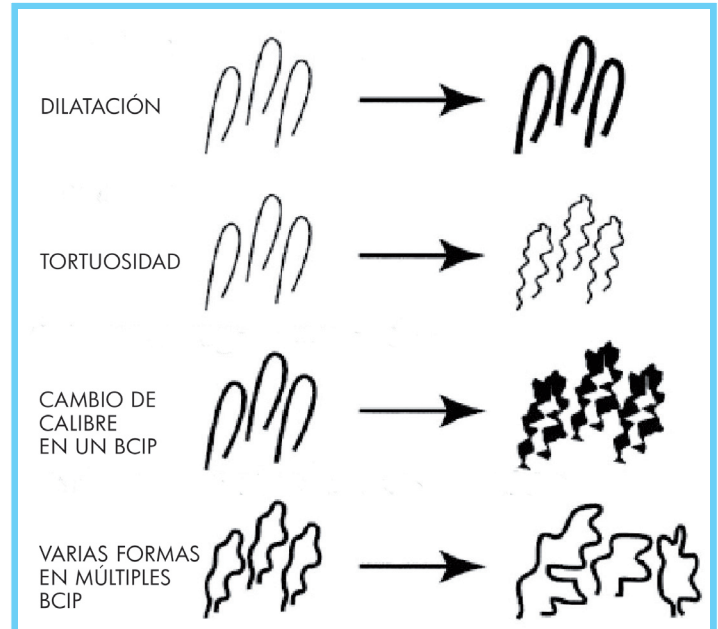 DILATACIÓN
TORTUOSIDAD
CAMBIO DE
CALIBRE
EN UN BCIP
VARIAS FORMAS
EN MÚLTIPLES
BCIP